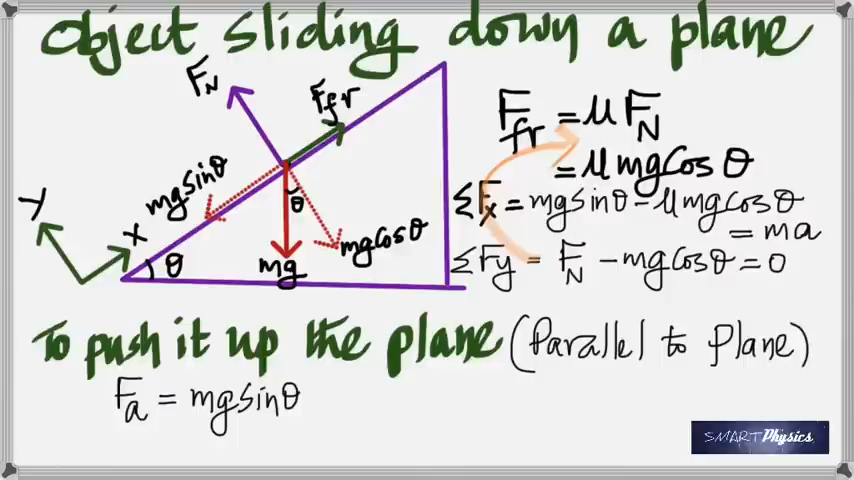 Object sliding down a plane
F_N
F_fr
F_fr = μF_N
= μmgcosθ
mgsinθ
θ
ΣF_x = mgsinθ - μmgcosθ
= ma
Y
X
θ
mg
mgcosθ
ΣFy = F_N - mgcosθ = 0
To push it up the plane (Parallel to Plane)
F_a = mgsinθ
SMARTPhysics